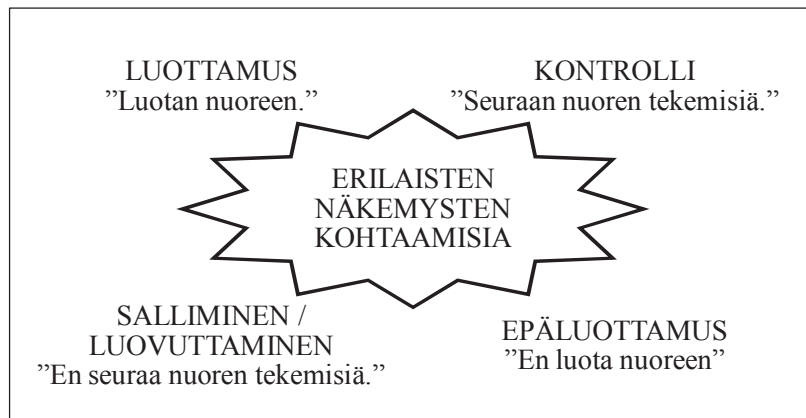 LUOTTAMUS
”Luotan nuoreen.”
KONTROLLI
”Seuraan nuoren tekemisiä.”
ERILAISTEN
NÄKEMYSTEN
KOHTAAMISIA
SALLIMINEN /
LUOVUTTAMINEN
”En seuraa nuoren tekemisiä.”
EPÄLUOTTAMUS
”En luota nuoreen”